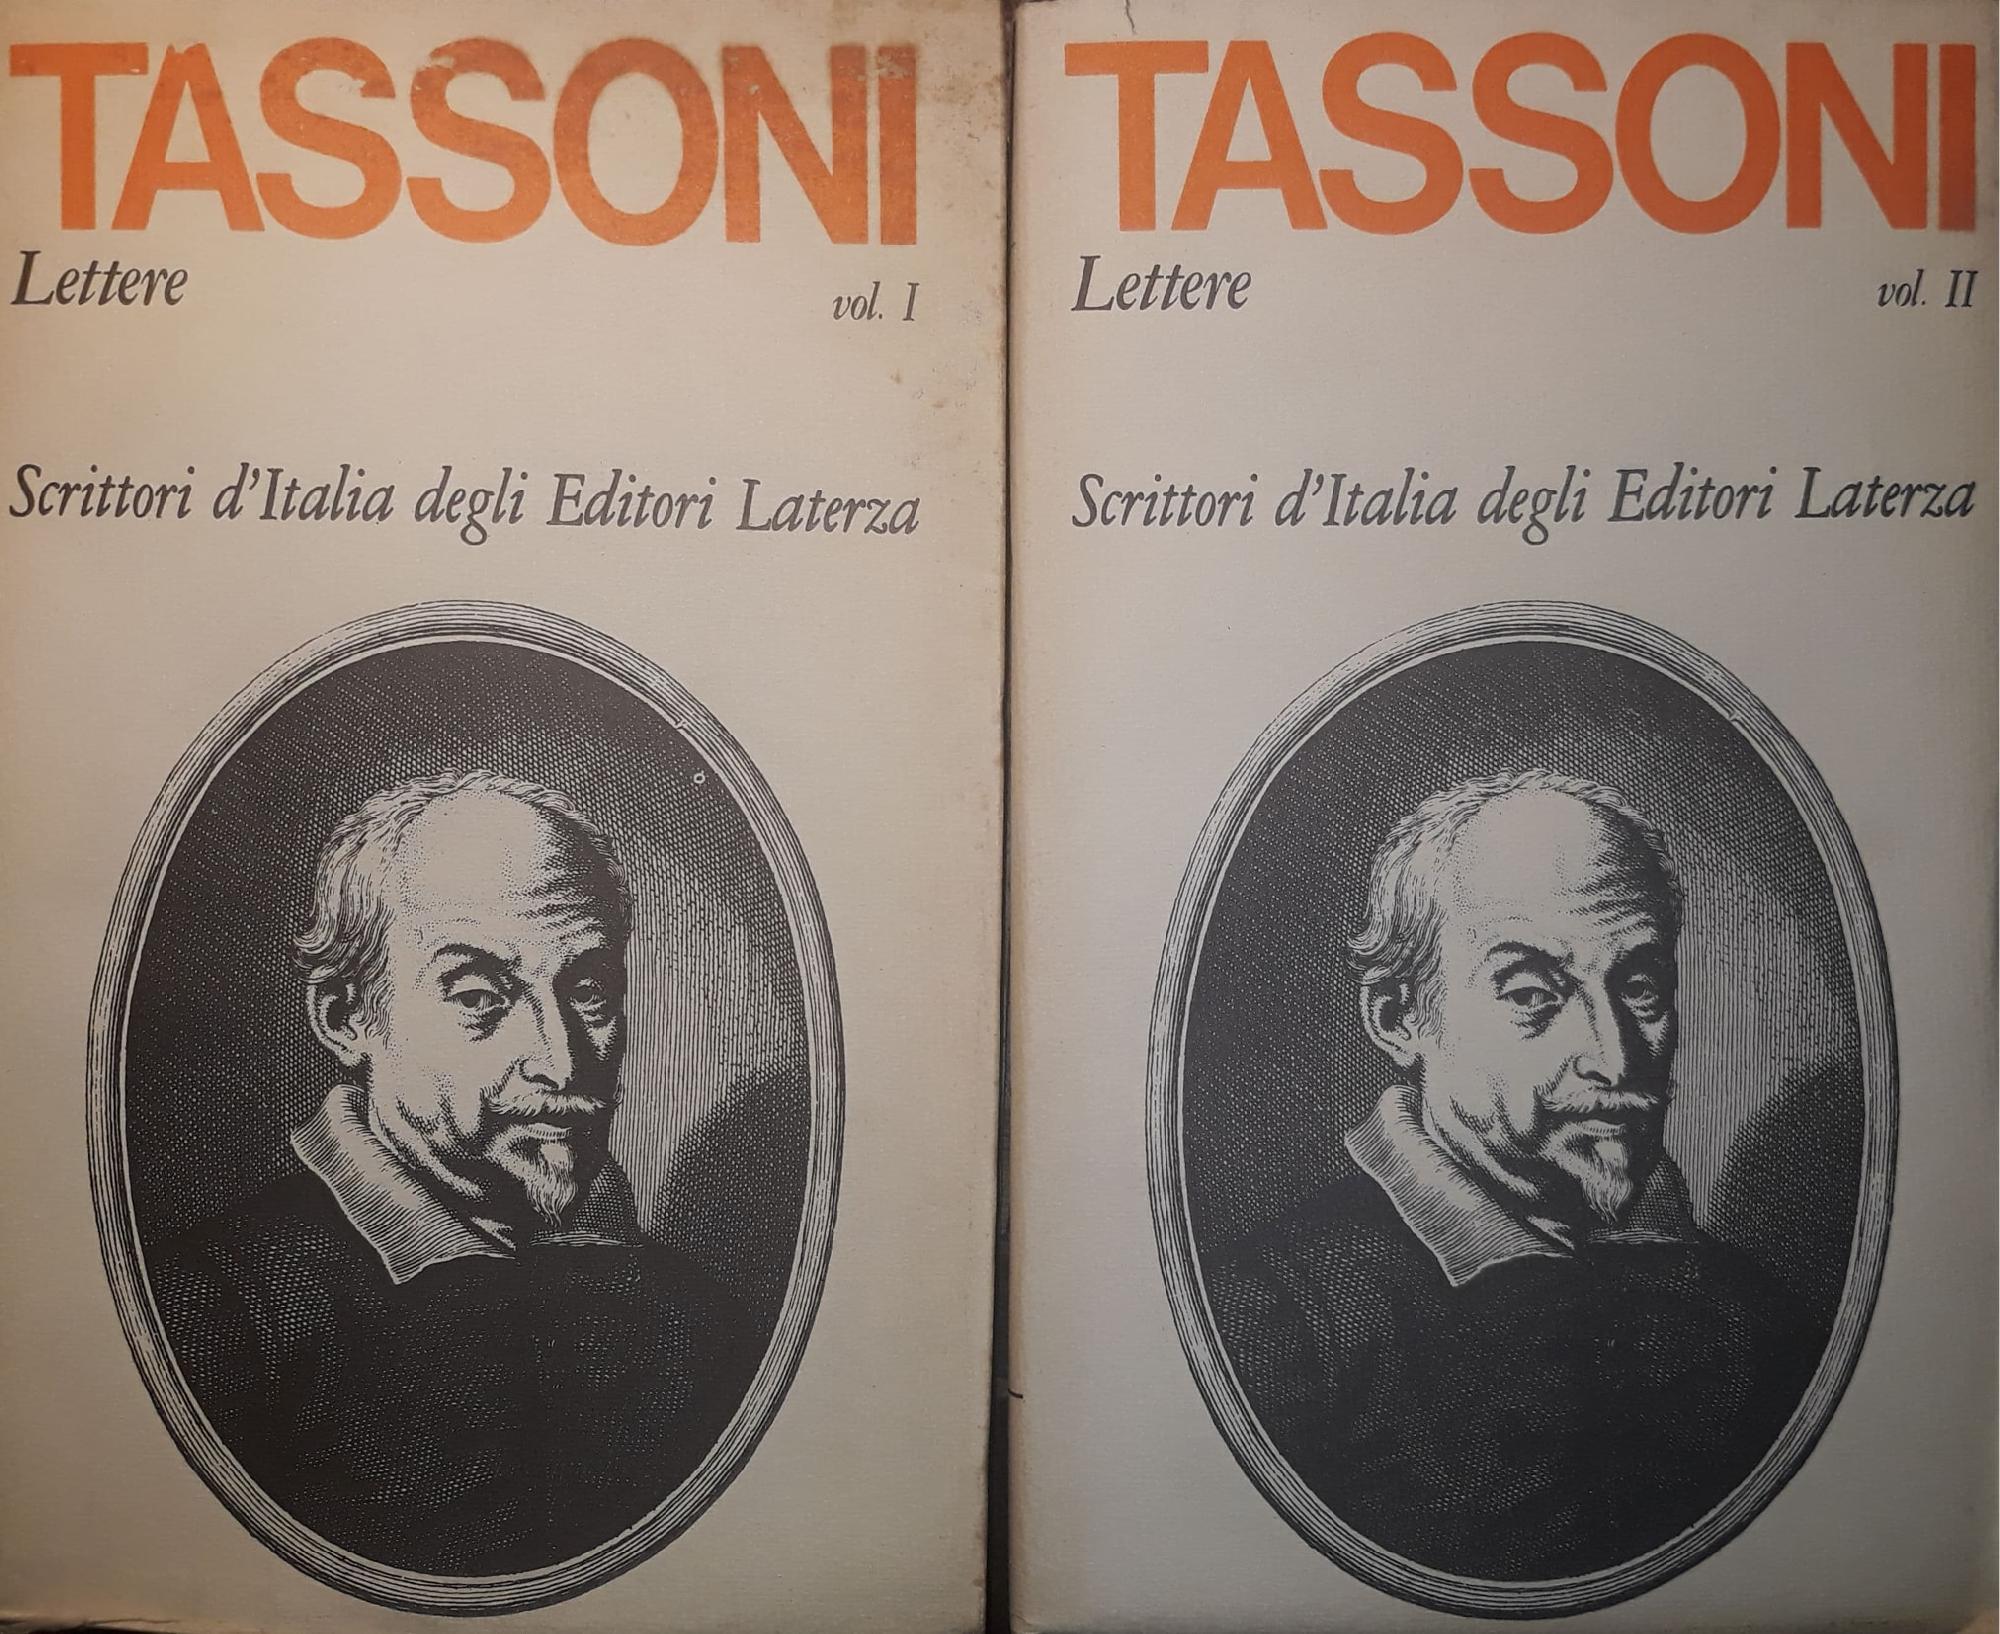 TASSONI
Lettere
vol. I
Scrittori d'Italia degli Editori Laterza
TASSONI
Lettere
vol. II
Scrittori d'Italia degli Editori Laterza